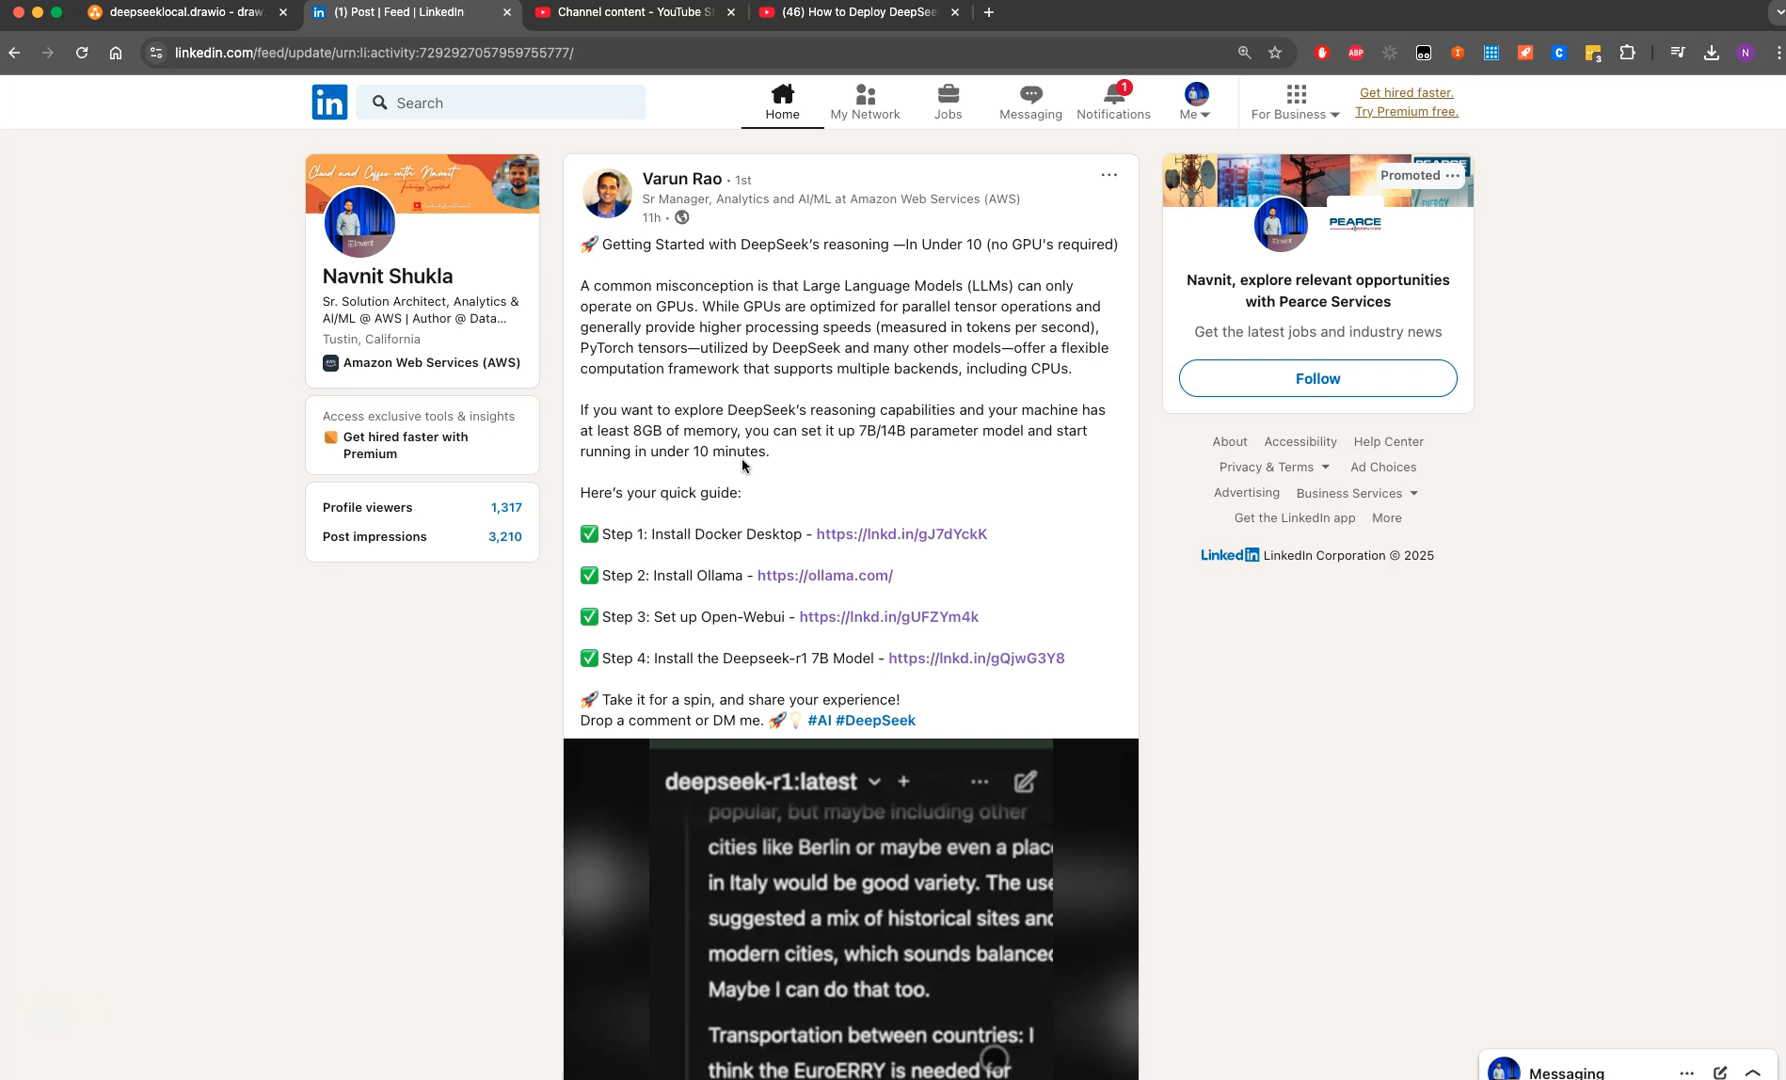 deepseeklocal.drawio - draw
(1) Post | Feed | LinkedIn
Channel content - YouTube S
(46) How to Deploy DeepSee
linkedin.com/feed/update/urn:li:activity:7292927057959755777/
ABP
3
N
in
Search
Home
My Network
Jobs
Messaging
1
Notifications
Me
For Business
Get hired faster.
Try Premium free.
Cloud and Coffee with Navnit
Technology Simplified
Navnit Shukla
Sr. Solution Architect, Analytics &
AI/ML @ AWS | Author @ Data...
Tustin, California
Amazon Web Services (AWS)
Access exclusive tools & insights
Get hired faster with
Premium
Profile viewers 1,317
Post impressions 3,210
Varun Rao • 1st
Sr Manager, Analytics and AI/ML at Amazon Web Services (AWS)
11h •
🚀 Getting Started with DeepSeek's reasoning —In Under 10 (no GPU's required)
A common misconception is that Large Language Models (LLMs) can only
operate on GPUs. While GPUs are optimized for parallel tensor operations and
generally provide higher processing speeds (measured in tokens per second),
PyTorch tensors—utilized by DeepSeek and many other models—offer a flexible
computation framework that supports multiple backends, including CPUs.
If you want to explore DeepSeek's reasoning capabilities and your machine has
at least 8GB of memory, you can set it up 7B/14B parameter model and start
running in under 10 minutes.
Here's your quick guide:
✅ Step 1: Install Docker Desktop - https://lnkd.in/gJ7dYckK
✅ Step 2: Install Ollama - https://ollama.com/
✅ Step 3: Set up Open-Webui - https://lnkd.in/gUFZYm4k
✅ Step 4: Install the Deepseek-r1 7B Model - https://lnkd.in/gQjwG3Y8
🚀 Take it for a spin, and share your experience!
Drop a comment or DM me. 🚀💡 #AI #DeepSeek
deepseek-r1:latest
popular, but maybe including other
cities like Berlin or maybe even a plac
in Italy would be good variety. The use
suggested a mix of historical sites and
modern cities, which sounds balanced
Maybe I can do that too.
Transportation between countries: I
think the EuroERRY is needed for
Promoted
PEARCE
PEARCE
SERVICES
Navnit, explore relevant opportunities
with Pearce Services
Get the latest jobs and industry news
Follow
About Accessibility Help Center
Privacy & Terms Ad Choices
Advertising Business Services
Get the LinkedIn app More
LinkedIn LinkedIn Corporation © 2025
Messaging